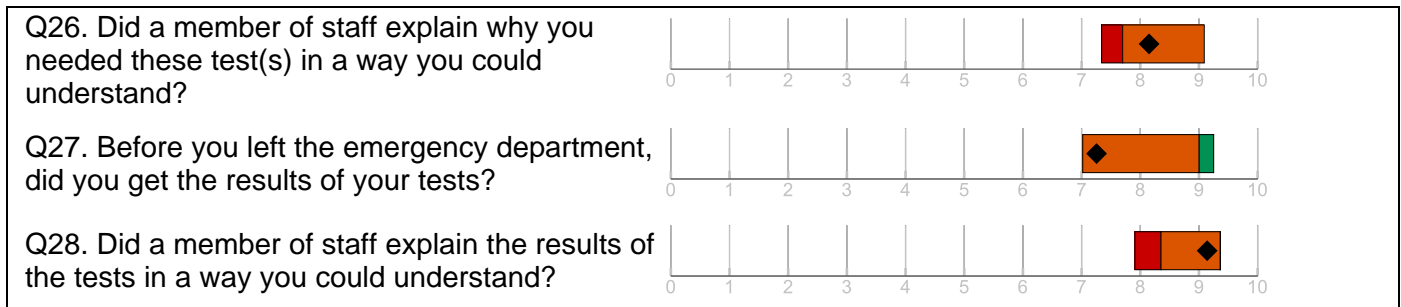 Q26. Did a member of staff explain why you
needed these test(s) in a way you could
understand?
0 1 2 3 4 5 6 7 8 9 10
Q27. Before you left the emergency department,
did you get the results of your tests?
0 1 2 3 4 5 6 7 8 9 10
Q28. Did a member of staff explain the results of
the tests in a way you could understand?
0 1 2 3 4 5 6 7 8 9 10